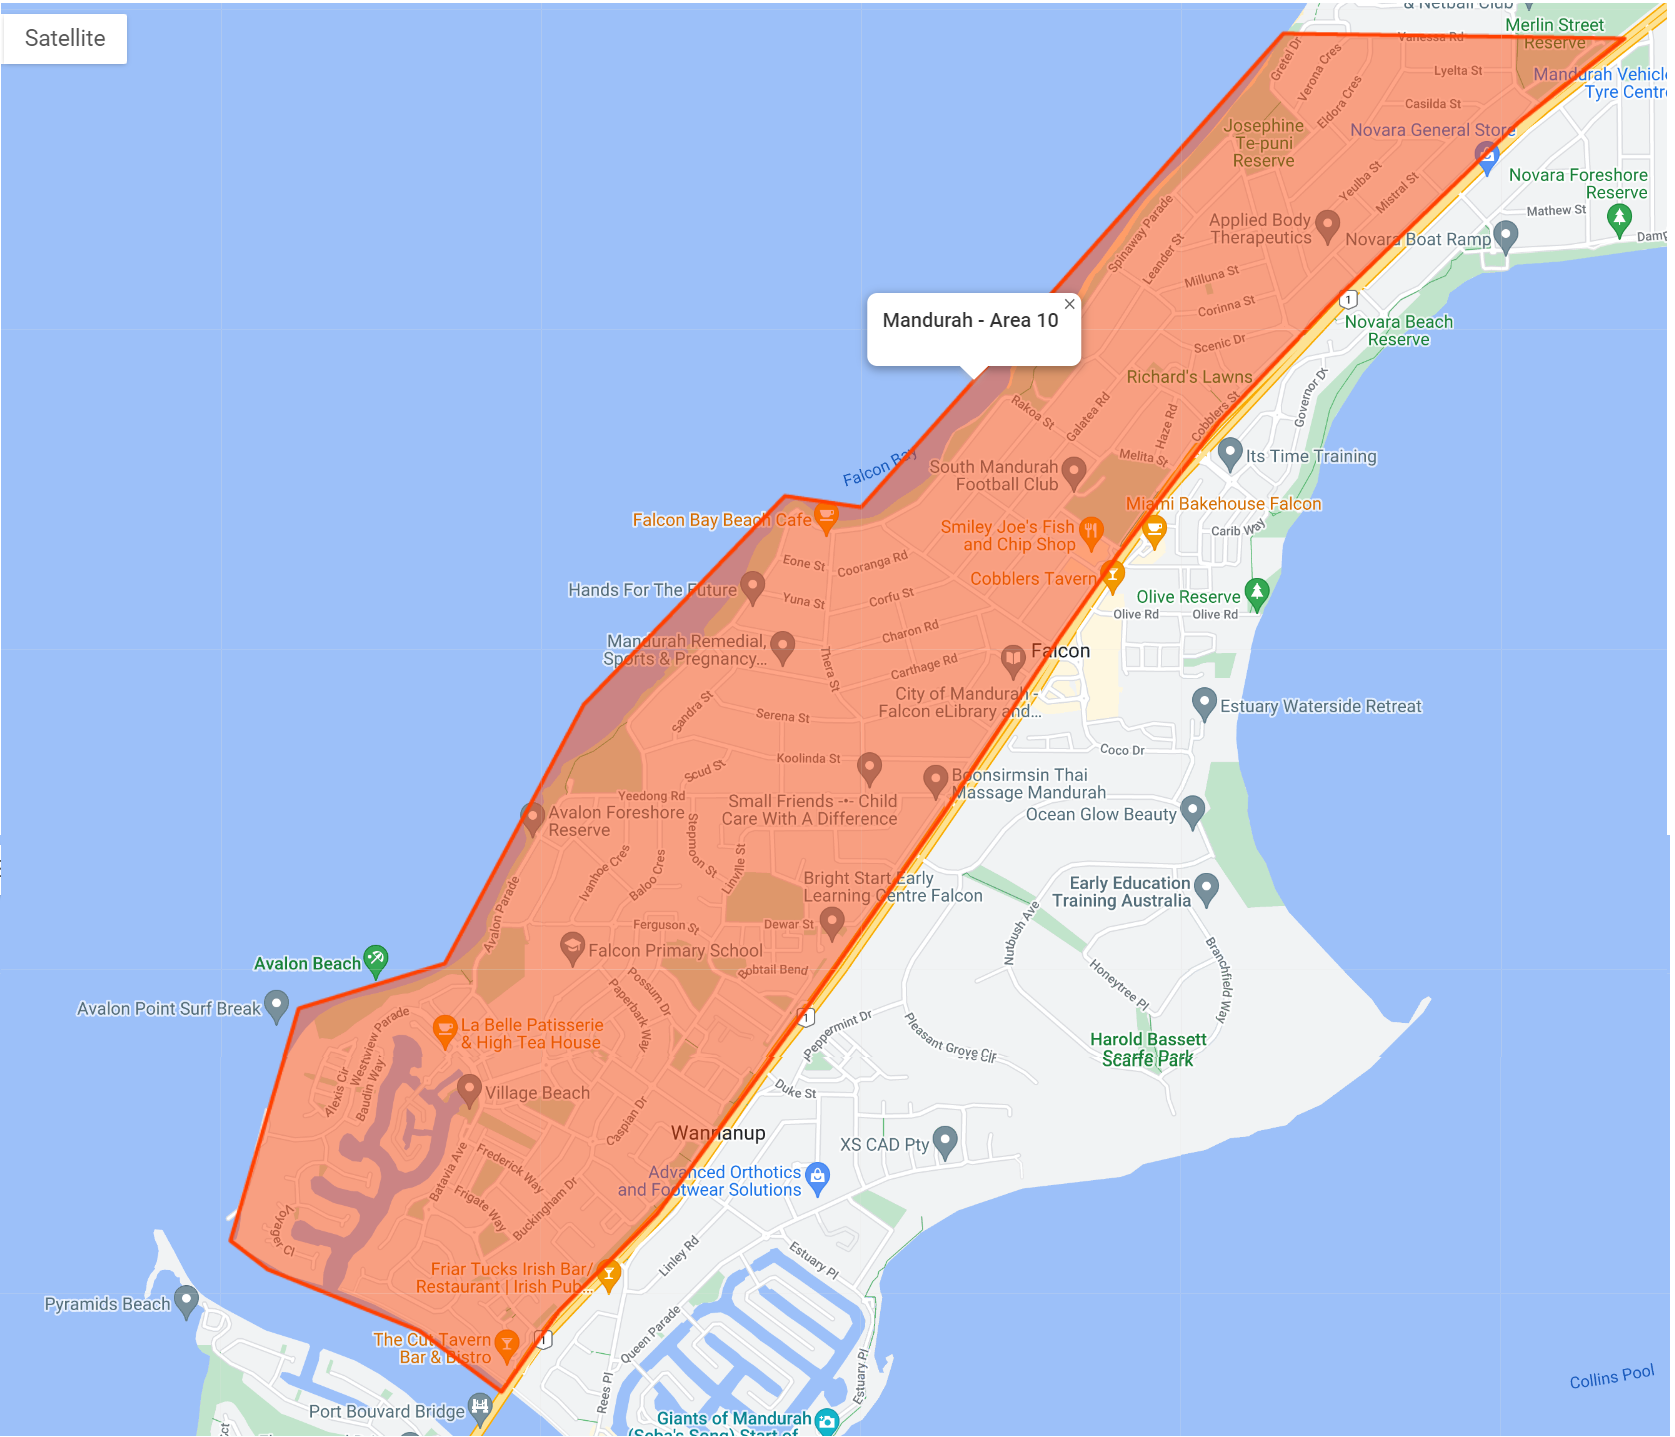 Satellite
& Netball Club
Merlin Street
Reserve
Vanessa Rd
Gretel Dr
Verona Cres
Lyelta St
Mandurah Vehicle
Tyre Centre
Eldora Cres
Casilda St
Josephine
Te-puni
Reserve
Novara General Store
Yeulba St
Mistral St
Novara Foreshore
Reserve
Mathew St
Spinaway Parade
Applied Body
Therapeutics
Novara Boat Ramp
Leander St
Milluna St
Corinna St
1
Mandurah - Area 10
Novara Beach
Reserve
Scenic Dr
Richard's Lawns
Governor Dr
Rakoa St
Galatea Rd
Haze Rd
Cobblers St
Falcon Bay
South Mandurah
Football Club
Melita St
Its Time Training
Miami Bakehouse Falcon
Falcon Bay Beach Cafe
Smiley Joe's Fish
and Chip Shop
Carib Way
Eone St
Cooranga Rd
Cobblers Tavern
Hands For The Future
Yuna St
Corfu St
Olive Reserve
Olive Rd
Olive Rd
Charon Rd
Mandurah Remedial,
Sports & Pregnancy...
Thera St
Carthage Rd
Falcon
City of Mandurah -
Falcon eLibrary and...
Sandra St
Serena St
Estuary Waterside Retreat
Coco Dr
Koolinda St
Scud St
Boonsirmsin Thai
Massage Mandurah
Yeedong Rd
Small Friends -•- Child
Care With A Difference
Ocean Glow Beauty
Avalon Foreshore
Reserve
Stepmoon St
Linville St
Ivanhoe Cres
Baloo Cres
Bright Start Early
Learning Centre Falcon
Early Education
Training Australia
Avalon Parade
Ferguson St
Dewar St
Nutbush Ave
Falcon Primary School
Branchfield Way
Avalon Beach
Bobtail Bend
Possum Dr
Paperbark Way
Honeytree Pl
Avalon Point Surf Break
1
Peppermint Dr
Pleasant Grove Cir
La Belle Patisserie
& High Tea House
Westview Parade
Alexis Cir
Baudin Way
Harold Bassett
Scarfe Park
Village Beach
Duke St
Caspian Dr
Wannanup
XS CAD Pty
Batavia Ave
Frederick Way
Frigate Way
Buckingham Dr
Advanced Orthotics
and Footwear Solutions
Voyager Cl
Linley Rd
Estuary Pl
Friar Tucks Irish Bar/
Restaurant | Irish Pub...
Pyramids Beach
The Cut Tavern
Bar & Bistro
1
Queen Parade
Rees Pl
Estuary Pl
Collins Pool
Port Bouvard Bridge
Giants of Mandurah
(Seba's Song) Start of